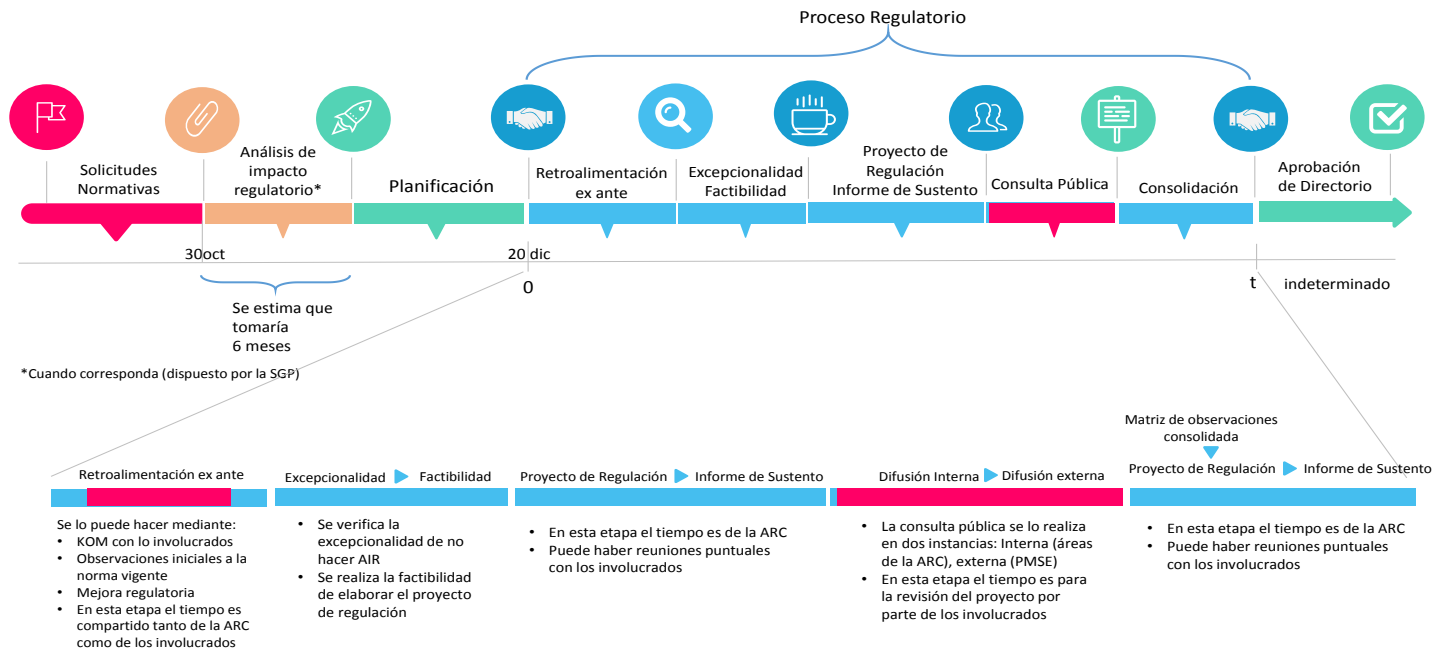 Proceso Regulatorio
Solicitudes
Normativas
Análisis de
impacto
regulatorio*
Planificación
Retroalimentación
ex ante
Excepcionalidad
Factibilidad
Proyecto de
Regulación
Informe de Sustento
Consulta Pública
Consolidación
Aprobación
de Directorio
30oct
20 dic
0
t
indeterminado
Se estima que
tomaría
6 meses
*Cuando corresponda (dispuesto por la SGP)
Retroalimentación ex ante
Se lo puede hacer mediante:
• KOM con lo involucrados
• Observaciones iniciales a la
norma vigente
• Mejora regulatoria
• En esta etapa el tiempo es
compartido tanto de la ARC
como de los involucrados
Excepcionalidad Factibilidad
• Se verifica la
excepcionalidad de no
hacer AIR
• Se realiza la factibilidad
de elaborar el proyecto
de regulación
Proyecto de Regulación Informe de Sustento
• En esta etapa el tiempo es de la ARC
• Puede haber reuniones puntuales
con los involucrados
Difusión Interna Difusión externa
• La consulta pública se lo realiza
en dos instancias: Interna (áreas
de la ARC), externa (PMSE)
• En esta etapa el tiempo es para
la revisión del proyecto por
parte de los involucrados
Matriz de observaciones
consolidada
Proyecto de Regulación Informe de Sustento
• En esta etapa el tiempo es de la ARC
• Puede haber reuniones puntuales
con los involucrados